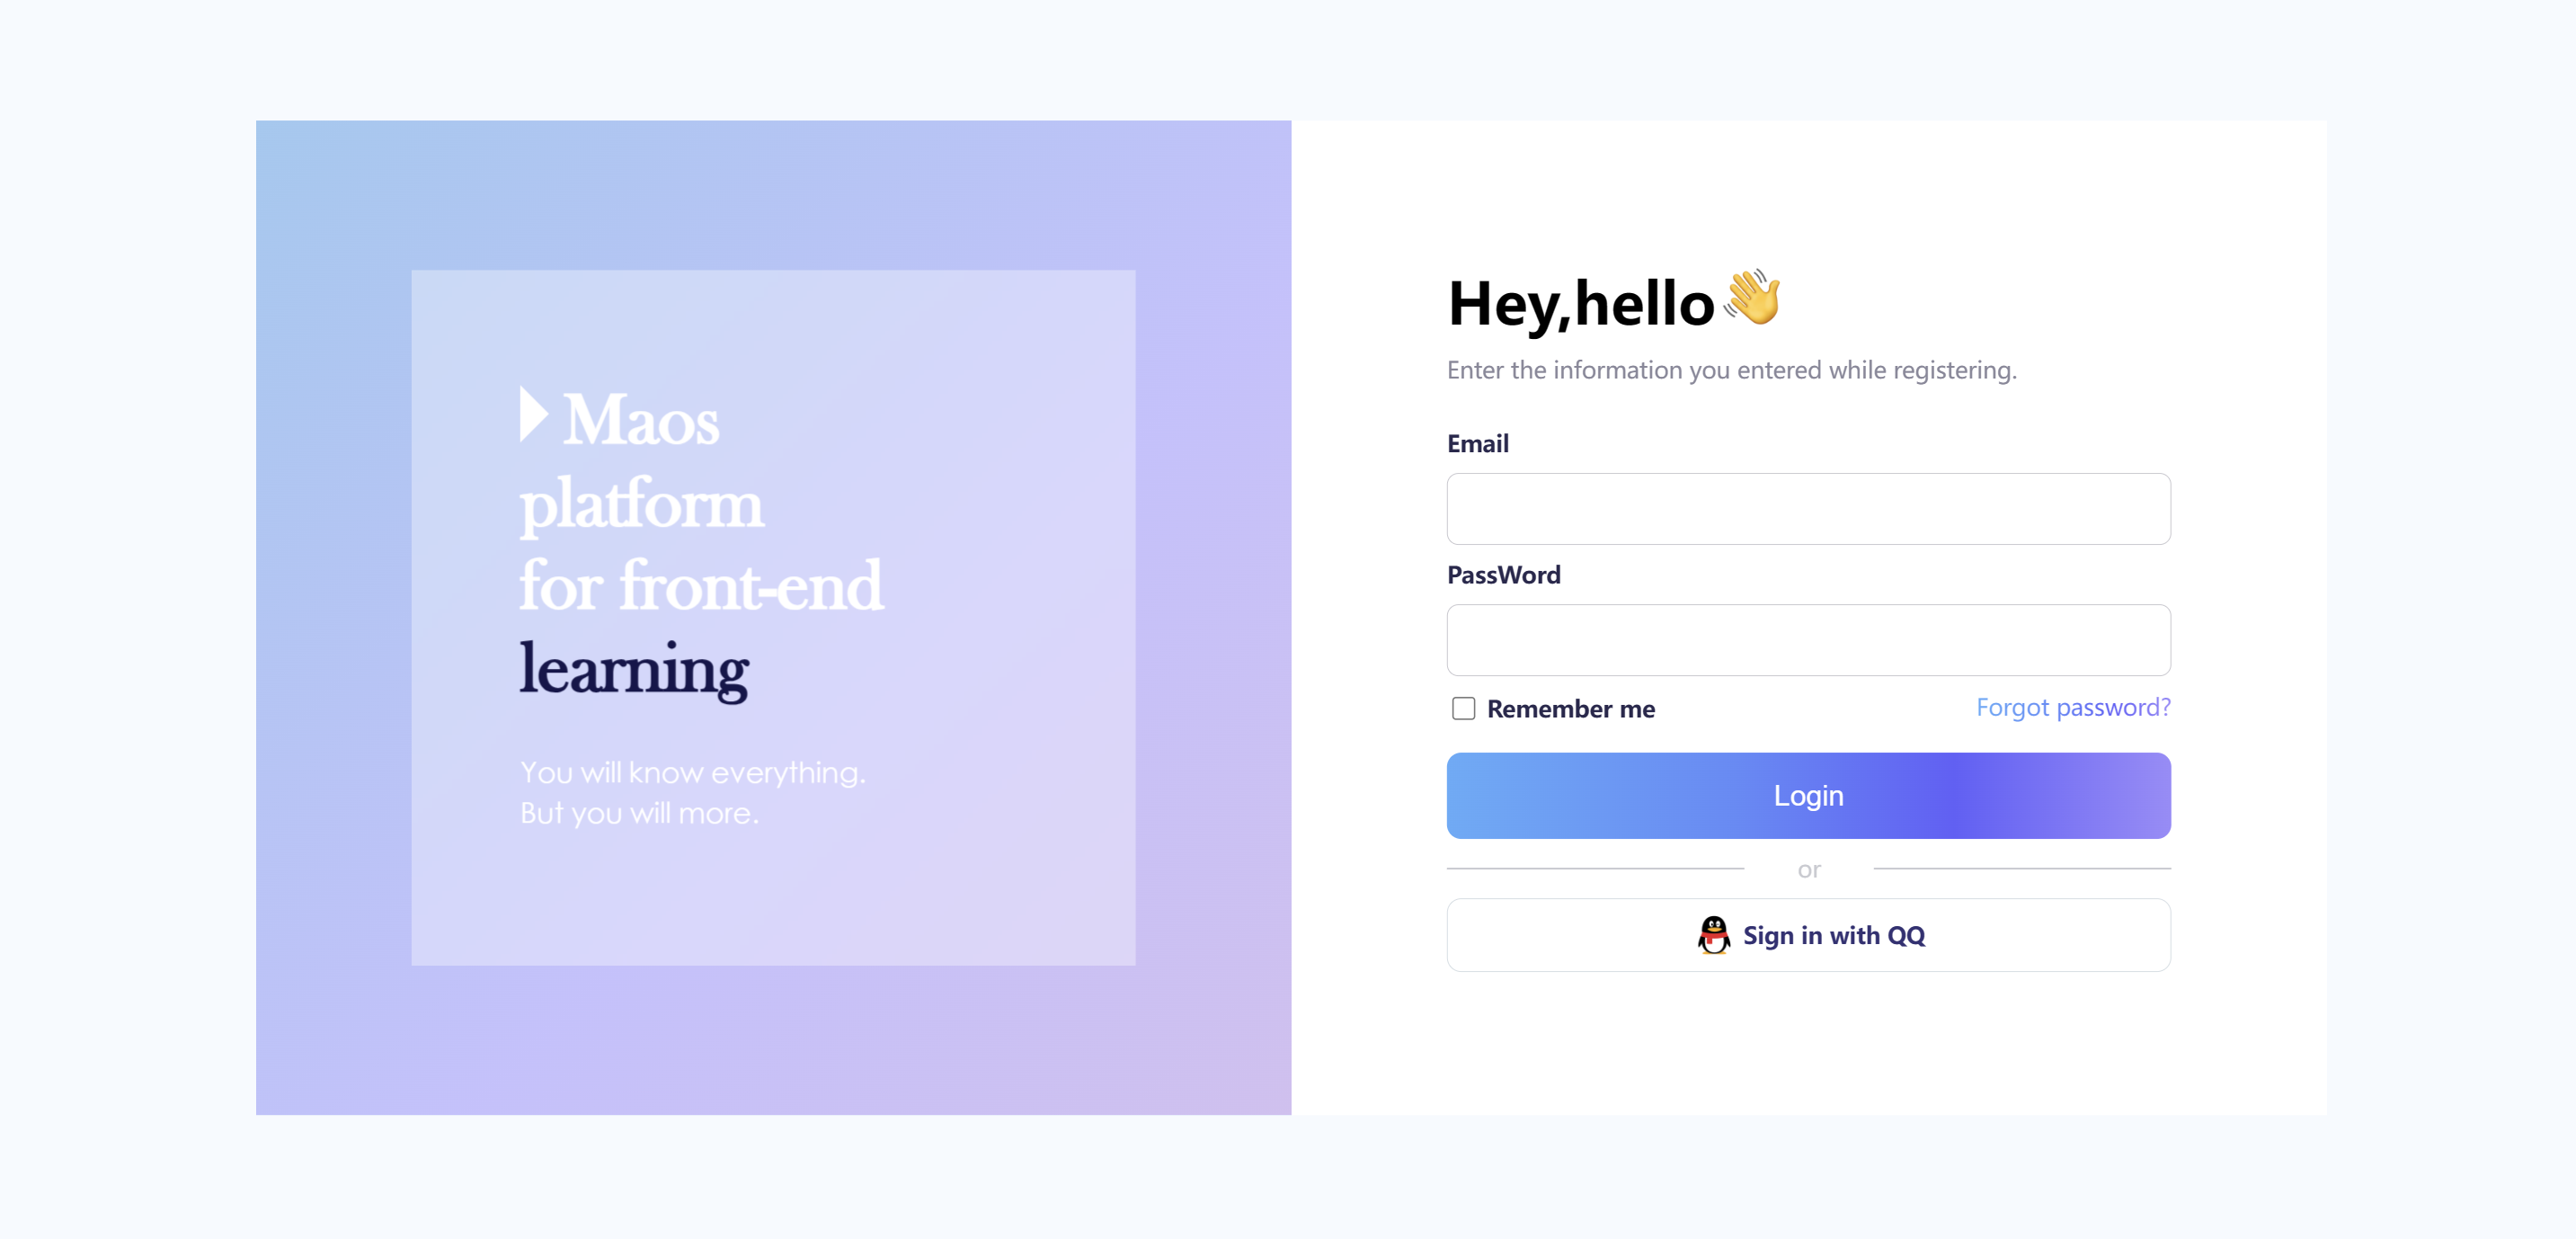 Maos
platform
for front-end
learning
You will know everything.
But you will more.
Hey,hello👋
Enter the information you entered while registering.
Email
PassWord
Remember me
Forgot password?
Login
or
Sign in with QQ